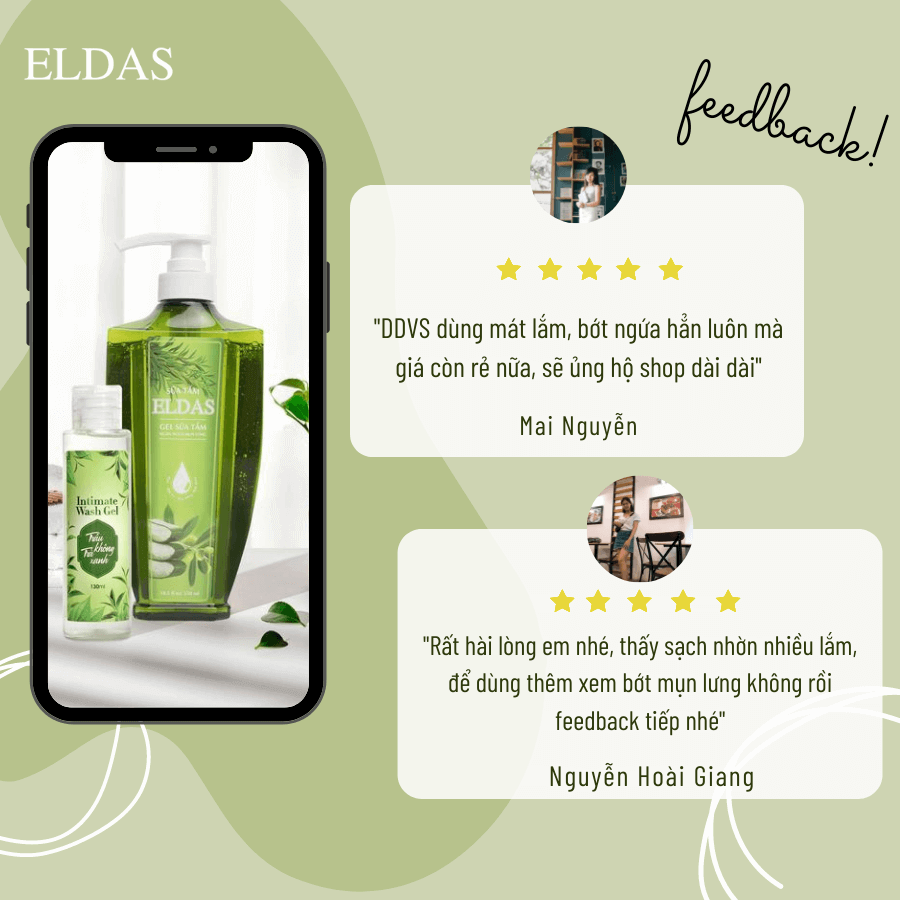 ELDAS
feedback!
"DDVS dùng mát lắm, bớt ngứa hẳn luôn mà
giá còn rẻ nữa, sẽ ủng hộ shop dài dài"
Mai Nguyễn
"Rất hài lòng em nhé, thấy sạch nhờn nhiều lắm,
để dùng thêm xem bớt mụn lưng không rồi
feedback tiếp nhé"
Nguyễn Hoài Giang
SỮA TẮM
ELDAS
GEL SỮA TẮM
Intimate
Wash Gel
Trầu
không
Trà
xanh
130ml